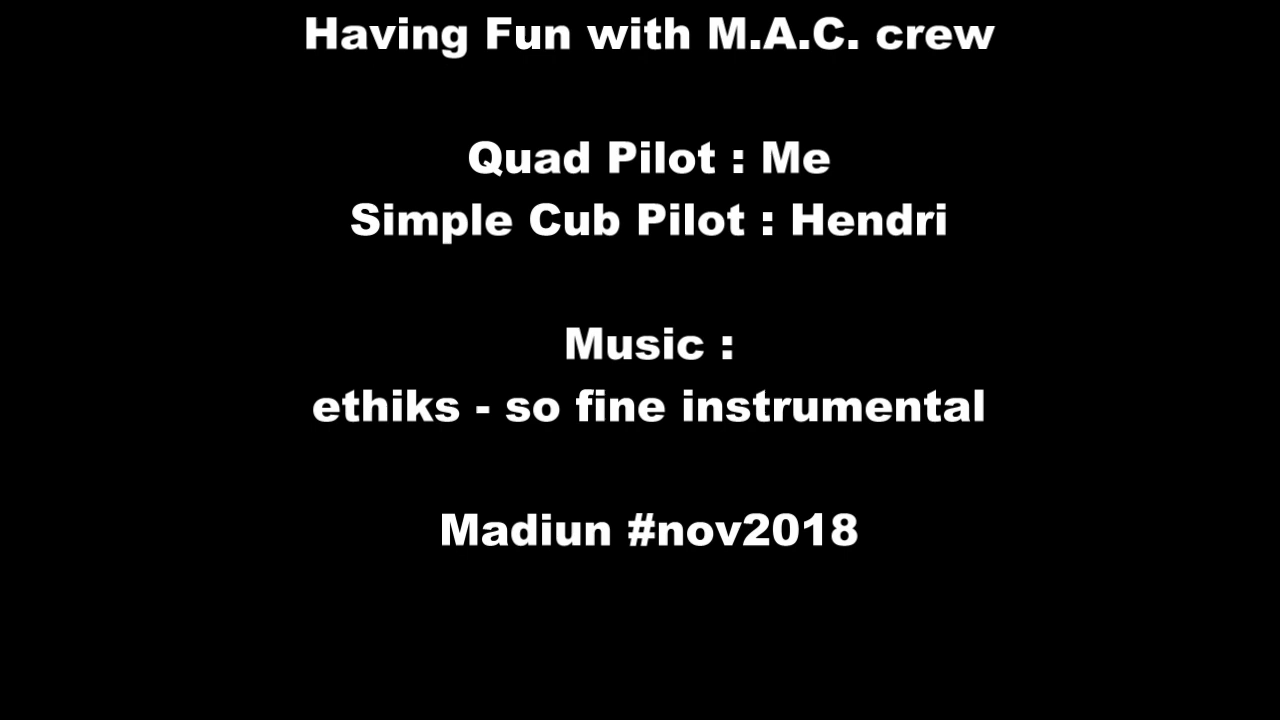 Having Fun with M.A.C. crew
Quad Pilot : Me
Simple Cub Pilot : Hendri
Music :
ethiks - so fine instrumental
Madiun #nov2018